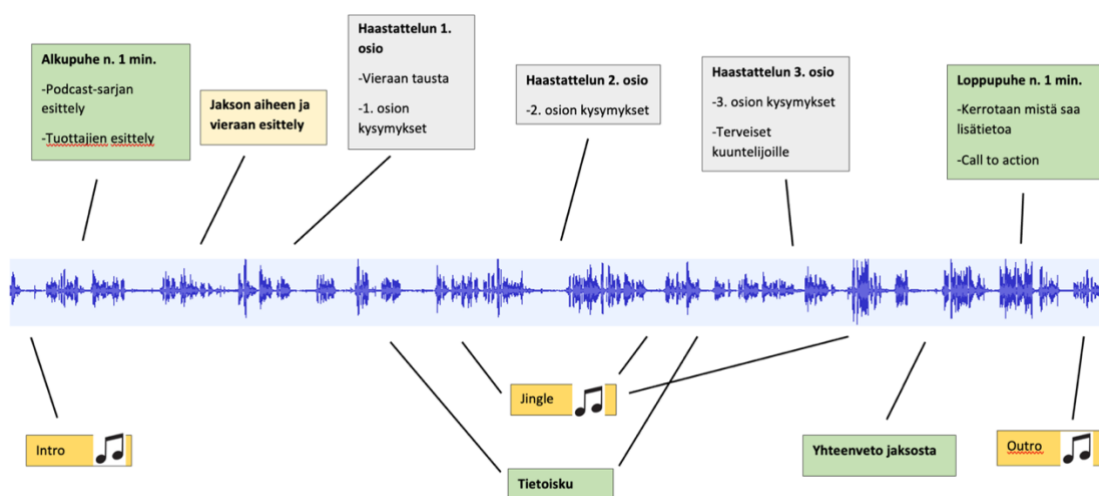 Alkupuhe n. 1 min.
-Podcast-sarjan
esittely
-Tuottajien esittely
Jakson aiheen ja
vieraan esittely
Haastattelun 1.
osio
-Vieraan tausta
-1. osion
kysymykset
Haastattelun 2. osio
-2. osion kysymykset
Haastattelun 3. osio
-3. osion kysymykset
-Terveiset
kuuntelijoille
Loppupuhe n. 1 min.
-Kerrotaan mistä saa
lisätietoa
-Call to action
Intro
Jingle
Tietoisku
Yhteenveto jaksosta
Outro